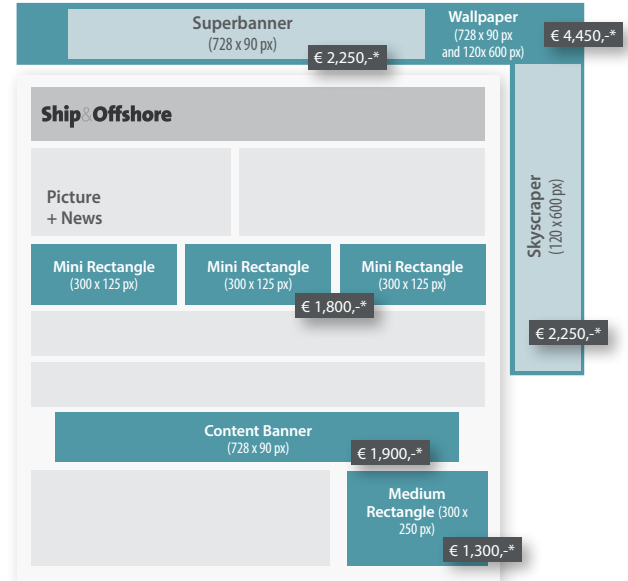 Superbanner
(728 x 90 px)
€ 2,250,-*
Wallpaper
(728 x 90 px
and 120x 600 px)
€ 4,450,-*
Ship&Offshore
Skyscraper
(120 x 600 px)
€ 2,250,-*
Picture
+ News
Mini Rectangle
(300 x 125 px)
Mini Rectangle
(300 x 125 px)
Mini Rectangle
(300 x 125 px)
€ 1,800,-*
Content Banner
(728 x 90 px)
€ 1,900,-*
Medium
Rectangle (300 x
250 px)
€ 1,300,-*